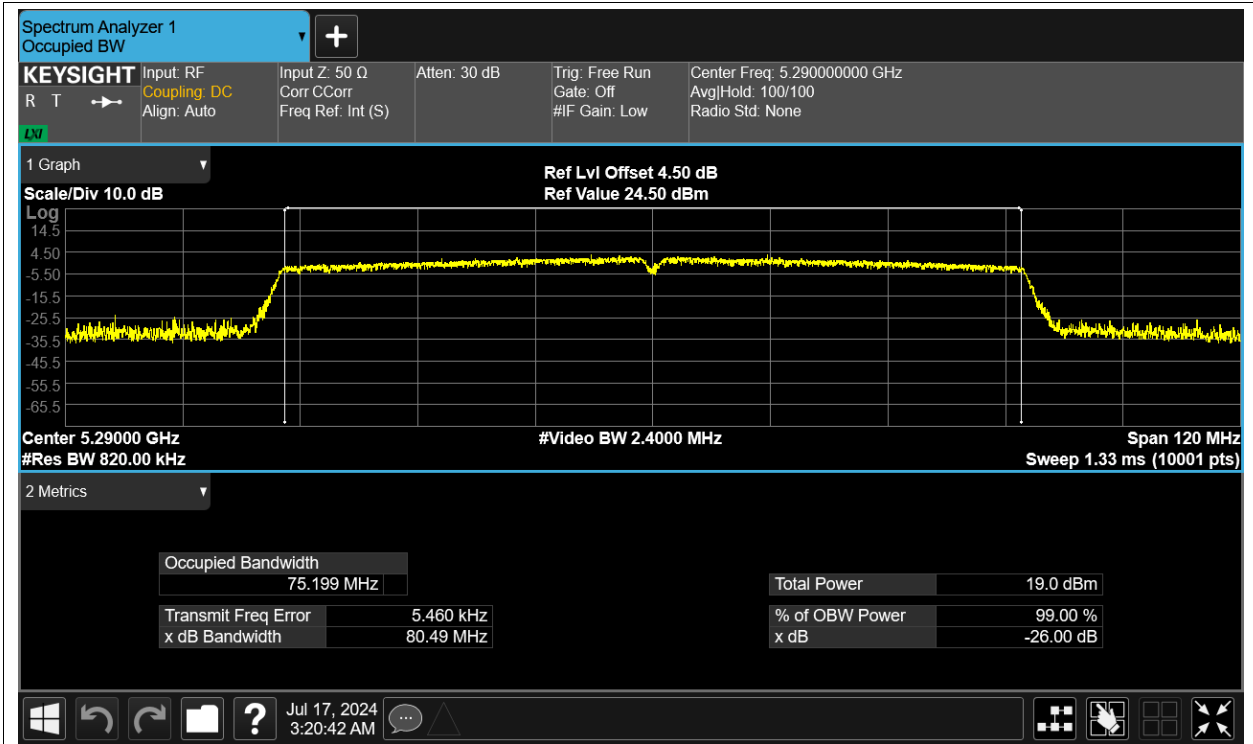 Spectrum Analyzer 1
Occupied BW
KEYSIGHT
R T
LXI
Input: RF
Coupling: DC
Align: Auto
Input Z: 50 Ω
Corr CCorr
Freq Ref: Int (S)
Atten: 30 dB
Trig: Free Run
Gate: Off
#IF Gain: Low
Center Freq: 5.290000000 GHz
Avg|Hold: 100/100
Radio Std: None
1 Graph
Scale/Div 10.0 dB
Ref Lvl Offset 4.50 dB
Ref Value 24.50 dBm
Log
14.5
4.50
-5.50
-15.5
-25.5
-35.5
-45.5
-55.5
-65.5
Center 5.29000 GHz
#Video BW 2.4000 MHz
Span 120 MHz
#Res BW 820.00 kHz
Sweep 1.33 ms (10001 pts)
2 Metrics
Occupied Bandwidth
75.199 MHz
Total Power 19.0 dBm
Transmit Freq Error 5.460 kHz
% of OBW Power 99.00 %
x dB Bandwidth 80.49 MHz
x dB -26.00 dB
?
Jul 17, 2024
3:20:42 AM